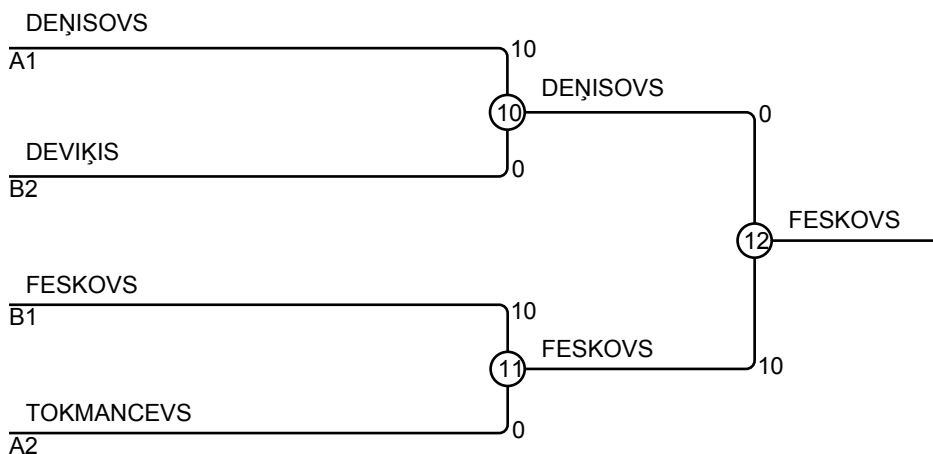 DEŅISOVS
A1
10
10
DEŅISOVS
0
DEVIĶIS
B2
0
12
FESKOVS
FESKOVS
B1
10
11
FESKOVS
10
TOKMANCEVS
A2
0